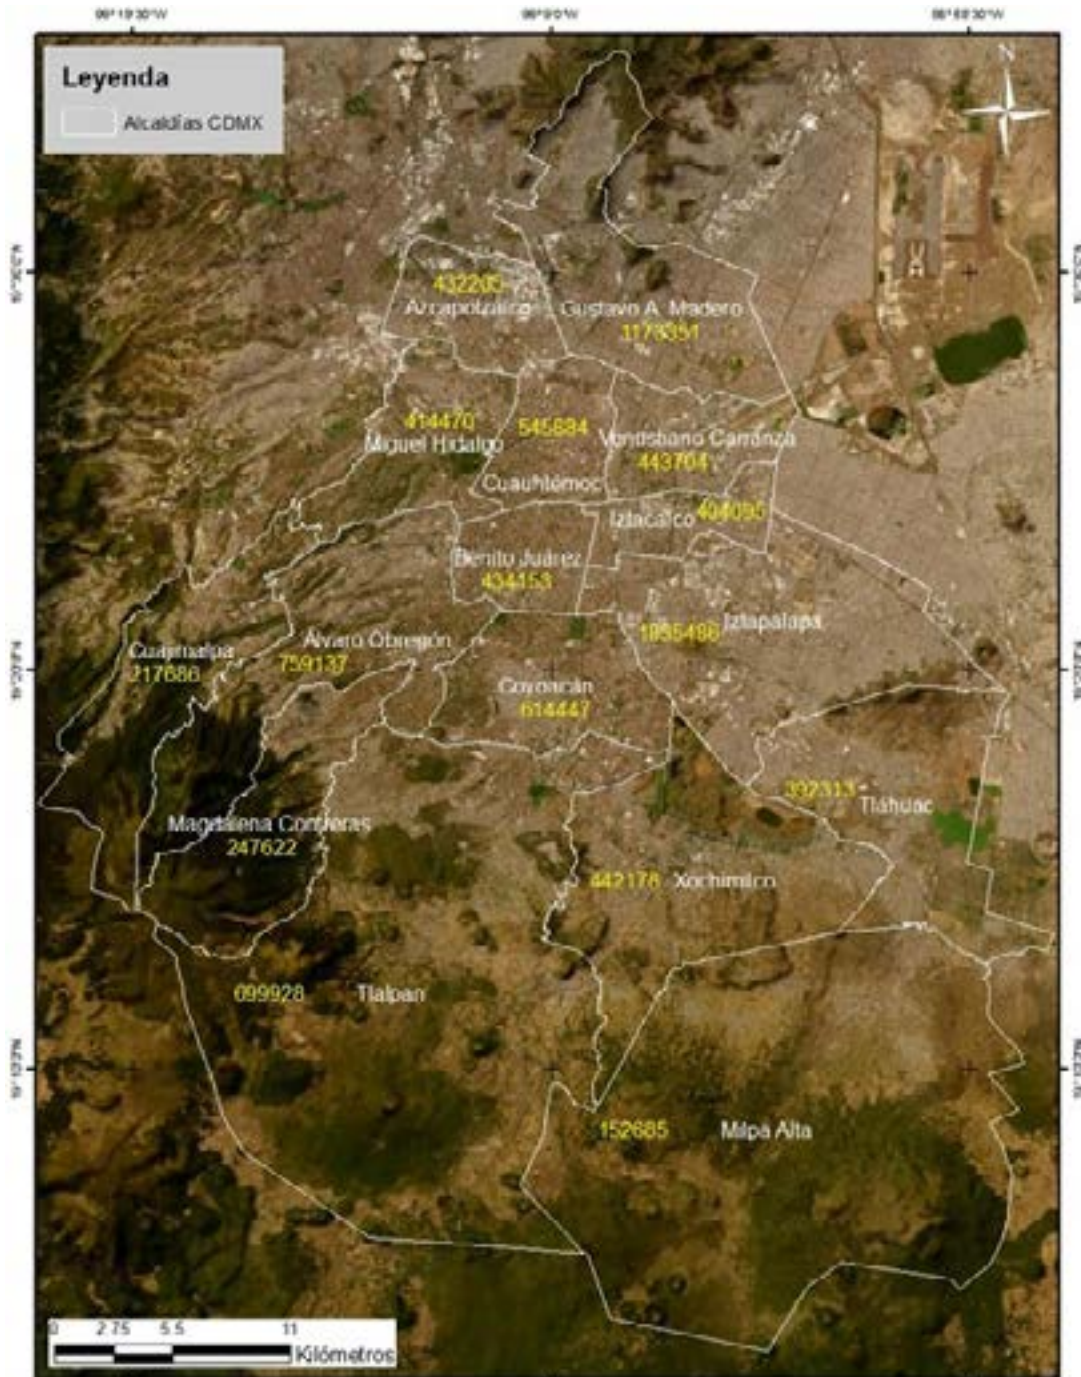 Leyenda
Alcaldías CDMX
N
432205
Azcapotzalco
Gustavo A. Madero
1173351
414470
Miguel Hidalgo
545884
Cuauhtémoc
Venustiano Carranza
443704
Iztacalco
404695
Benito Juárez
434153
1835486
Iztapalapa
Cuajimalpa
217686
Álvaro Obregón
759137
Coyoacán
614447
392313
Tláhuac
Magdalena Contreras
247622
442178
Xochimilco
699928
Tlalpan
152685
Milpa Alta
0 2.75 5.5 11
Kilómetros